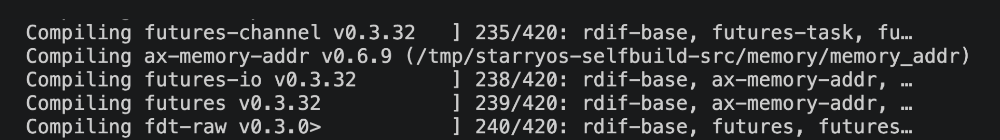 Compiling futures-channel v0.3.32   ] 235/420: rdif-base, futures-task, fu…
Compiling ax-memory-addr v0.6.9 (/tmp/starryos-selfbuild-src/memory/memory_addr)
Compiling futures-io v0.3.32        ] 238/420: rdif-base, ax-memory-addr, …
Compiling futures v0.3.32           ] 239/420: rdif-base, ax-memory-addr, …
Compiling fdt-raw v0.3.0>           ] 240/420: rdif-base, futures, futures…